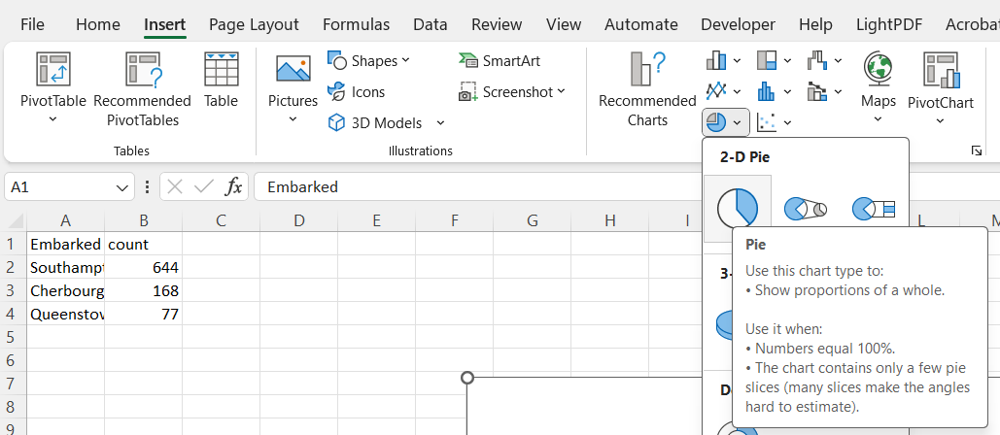 File Home Insert Page Layout Formulas Data Review View Automate Developer Help LightPDF Acrobat
Shapes
SmartArt
Icons
Screenshot
3D Models
PivotTable Recommended PivotTables Table Pictures
Recommended Charts
Maps PivotChart
Tables Illustrations
2-D Pie
A1 fx Embarked
A B C D E F G H I L M
1 Embarked count
2 Southampt 644
3 Cherbourg 168
4 Queenstov 77
5
6
7
8
9
Pie
Use this chart type to:
• Show proportions of a whole.
Use it when:
• Numbers equal 100%.
• The chart contains only a few pie
slices (many slices make the angles
hard to estimate).
3-
D